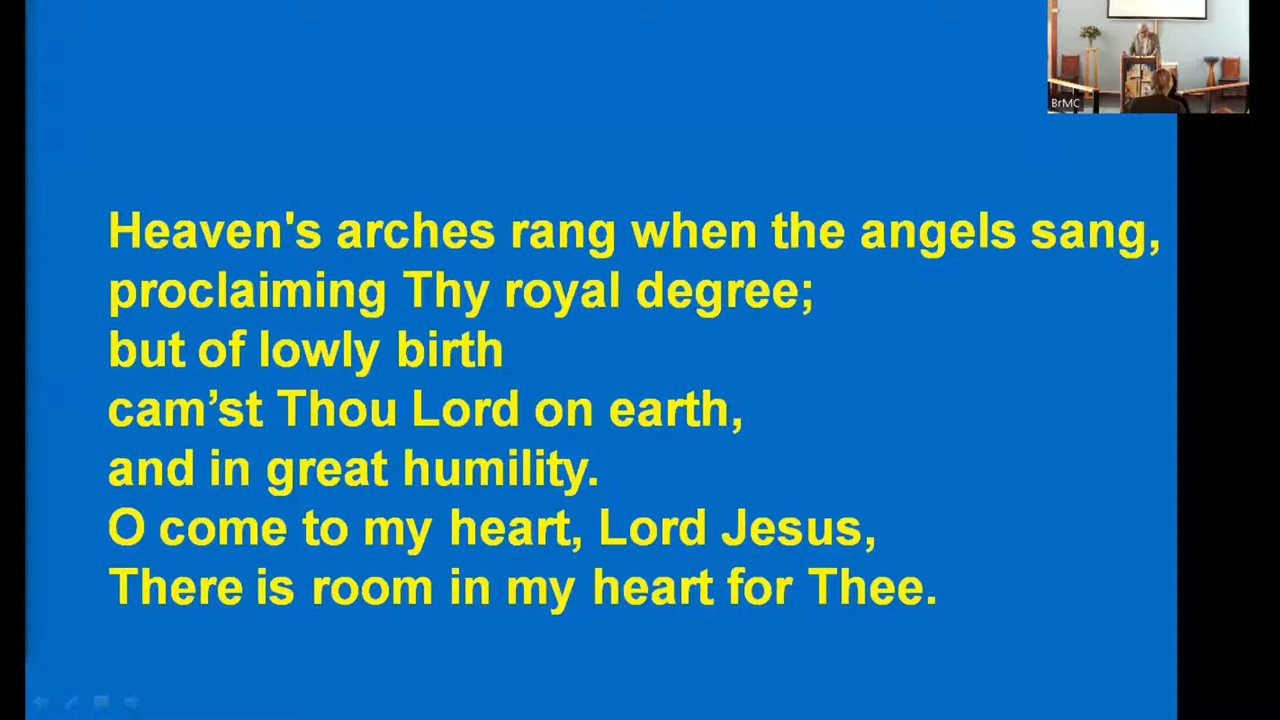 BrMC
Heaven's arches rang when the angels sang,
proclaiming Thy royal degree;
but of lowly birth
cam’st Thou Lord on earth,
and in great humility.
O come to my heart, Lord Jesus,
There is room in my heart for Thee.